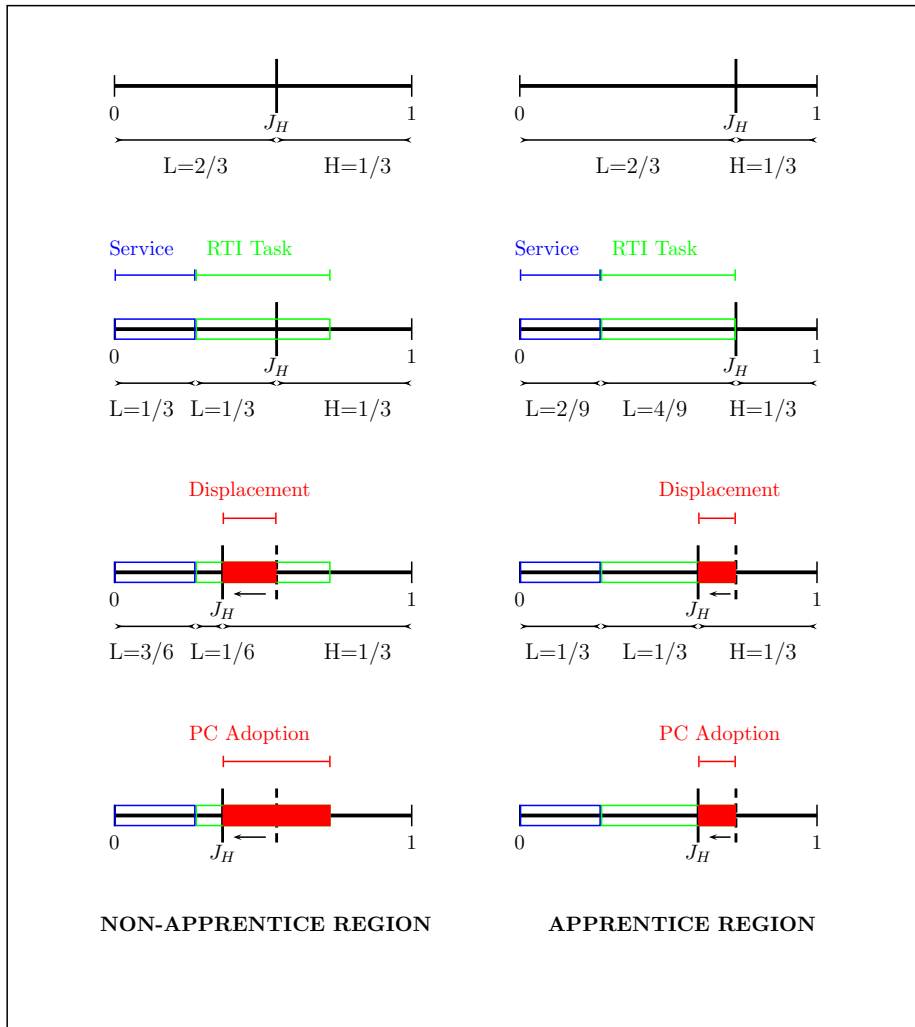 0 J_H 1 0 J_H 1
L=2/3 H=1/3 L=2/3 H=1/3
Service RTI Task Service RTI Task
0 J_H 1 0 J_H 1
L=1/3 L=1/3 H=1/3 L=2/9 L=4/9 H=1/3
Displacement Displacement
0 J_H 1 0 J_H 1
L=3/6 L=1/6 H=1/3 L=1/3 L=1/3 H=1/3
PC Adoption PC Adoption
0 J_H 1 0 J_H 1
NON-APPRENTICE REGION APPRENTICE REGION